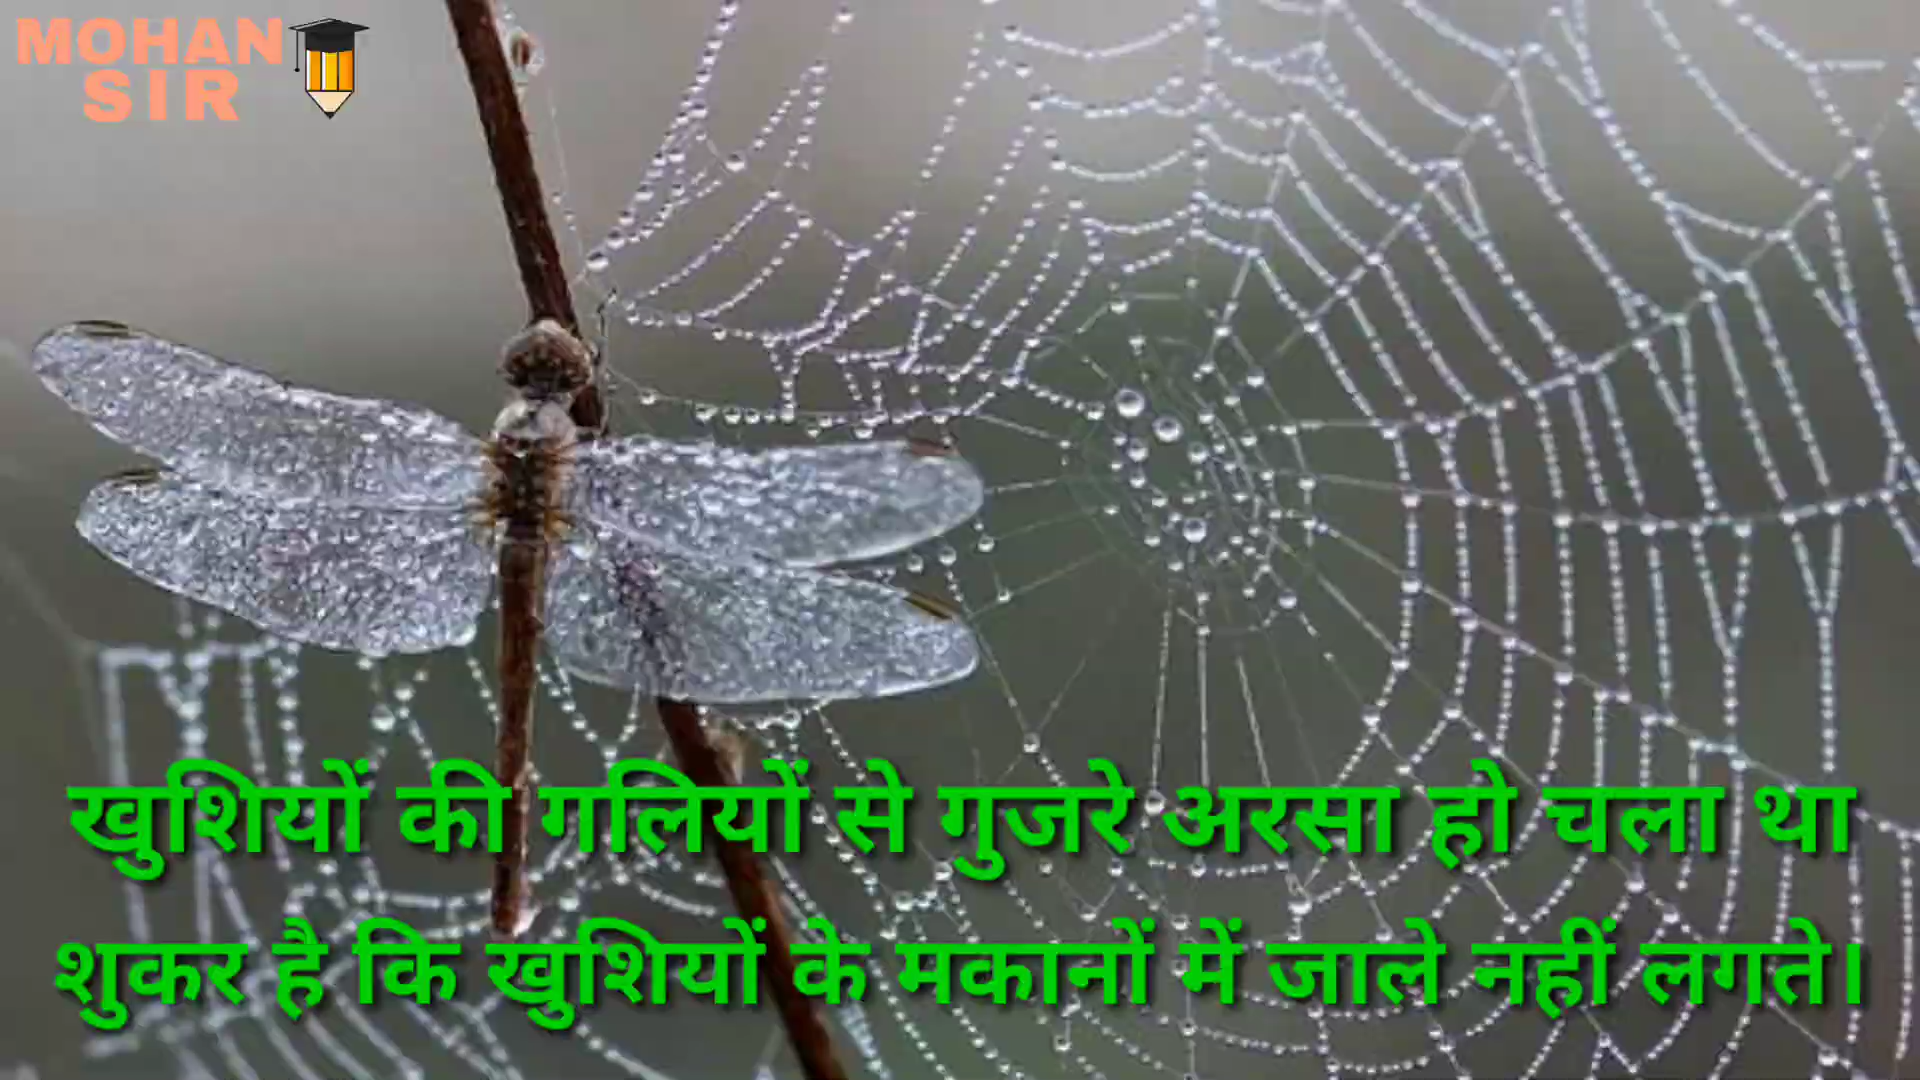 MOHAN
SIR
खुशियों की गलियों से गुजरे अरसा हो चला था
शुकर है कि खुशियों के मकानों में जाले नहीं लगते।